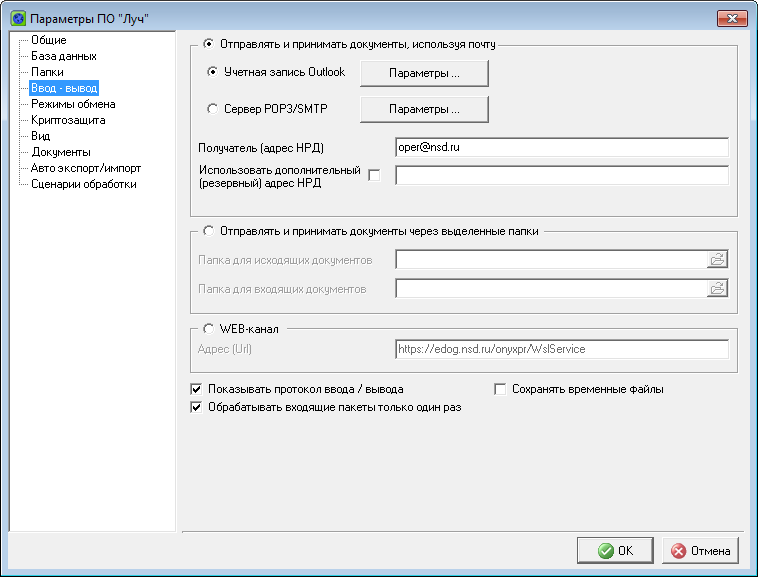 Параметры ПО "Луч"
Общие
База данных
Папки
Ввод - вывод
Режимы обмена
Криптозащита
Вид
Документы
Авто экспорт/импорт
Сценарии обработки
Отправлять и принимать документы, используя почту
Учетная запись Outlook
Параметры ...
Сервер POP3/SMTP
Параметры ...
Получатель (адрес НРД)
oper@nsd.ru
Использовать дополнительный
(резервный) адрес НРД
Отправлять и принимать документы через выделенные папки
Папка для исходящих документов
Папка для входящих документов
WEB-канал
Адрес (Url)
https://edog.nsd.ru/onyxpr/WslService
Показывать протокол ввода / вывода
Сохранять временные файлы
Обрабатывать входящие пакеты только один раз
OK
Отмена